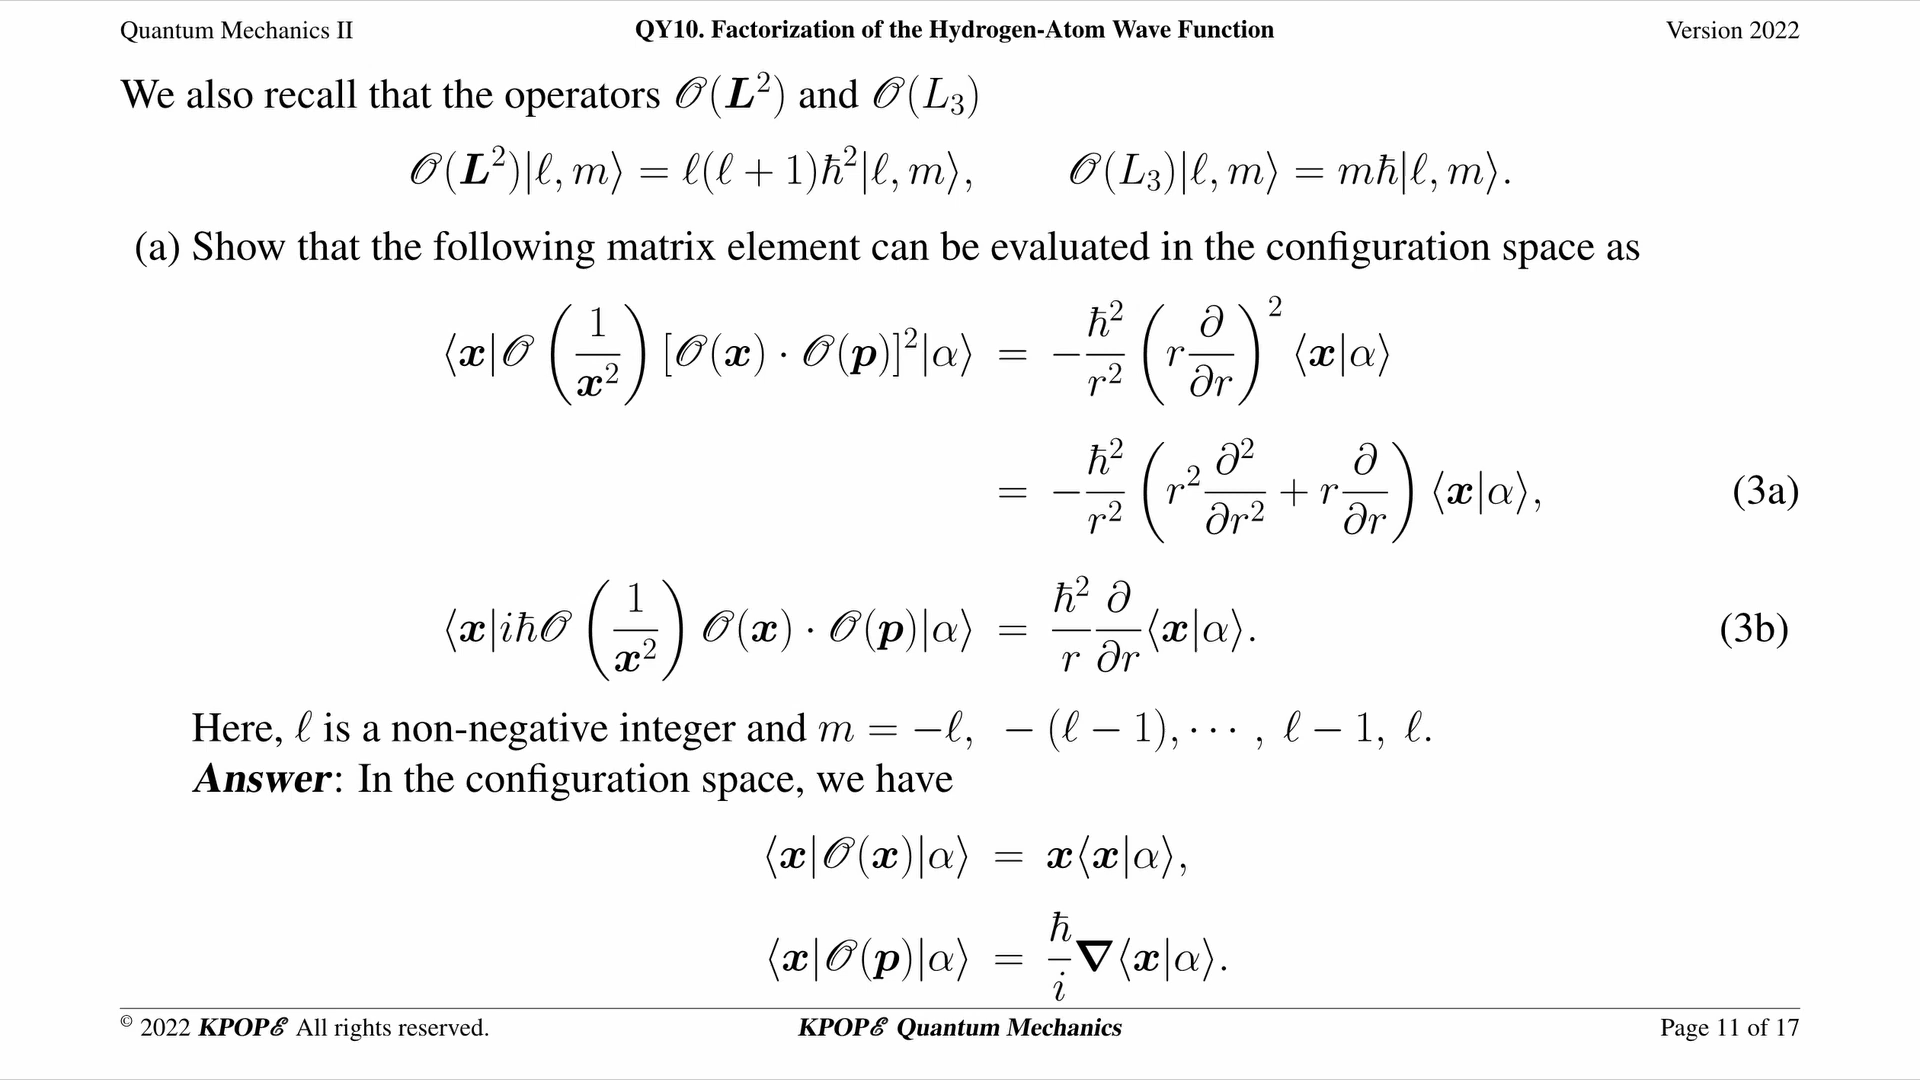 Quantum Mechanics II QY10. Factorization of the Hydrogen-Atom Wave Function Version 2022
We also recall that the operators 𝒪(𝑳²) and 𝒪(L₃)
𝒪(𝑳²)|ℓ, m⟩ = ℓ(ℓ + 1)ℏ²|ℓ, m⟩, 𝒪(L₃)|ℓ, m⟩ = mℏ|ℓ, m⟩.
(a) Show that the following matrix element can be evaluated in the configuration space as
⟨𝒙|𝒪(1/𝒙²)[𝒪(𝒙) · 𝒪(𝒑)]²|α⟩ = −ℏ²/r² (r ∂/∂r)² ⟨𝒙|α⟩
= −ℏ²/r² (r² ∂²/∂r² + r ∂/∂r) ⟨𝒙|α⟩, (3a)
⟨𝒙|iℏ𝒪(1/𝒙²) 𝒪(𝒙) · 𝒪(𝒑)|α⟩ = ℏ²/r ∂/∂r ⟨𝒙|α⟩. (3b)
Here, ℓ is a non-negative integer and m = −ℓ, −(ℓ − 1), ··· , ℓ − 1, ℓ.
Answer: In the configuration space, we have
⟨𝒙|𝒪(𝒙)|α⟩ = 𝒙⟨𝒙|α⟩,
⟨𝒙|𝒪(𝒑)|α⟩ = ℏ/i ∇⟨𝒙|α⟩.
© 2022 KPOPℰ All rights reserved. KPOPℰ Quantum Mechanics Page 11 of 17